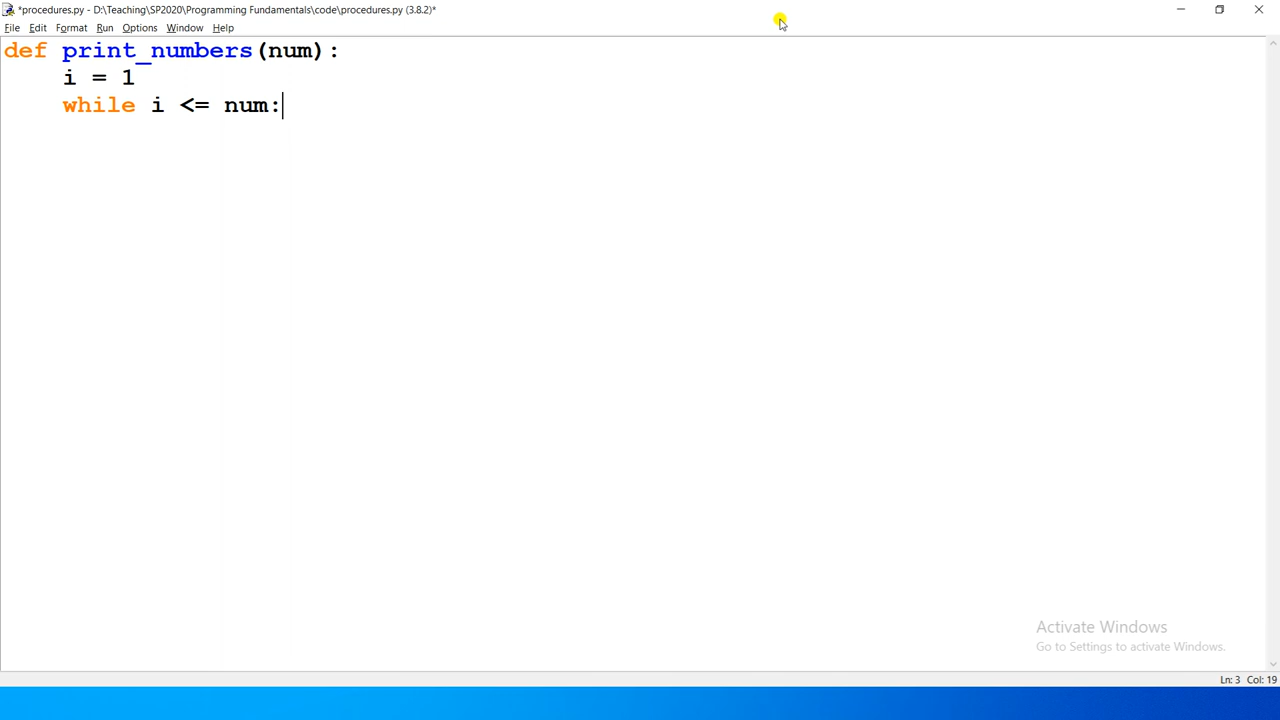 *procedures.py - D:\Teaching\SP2020\Programming Fundamentals\code\procedures.py (3.8.2)*
File Edit Format Run Options Window Help
def print_numbers(num):
    i = 1
    while i <= num:
Activate Windows
Go to Settings to activate Windows.
Ln: 3 Col: 19